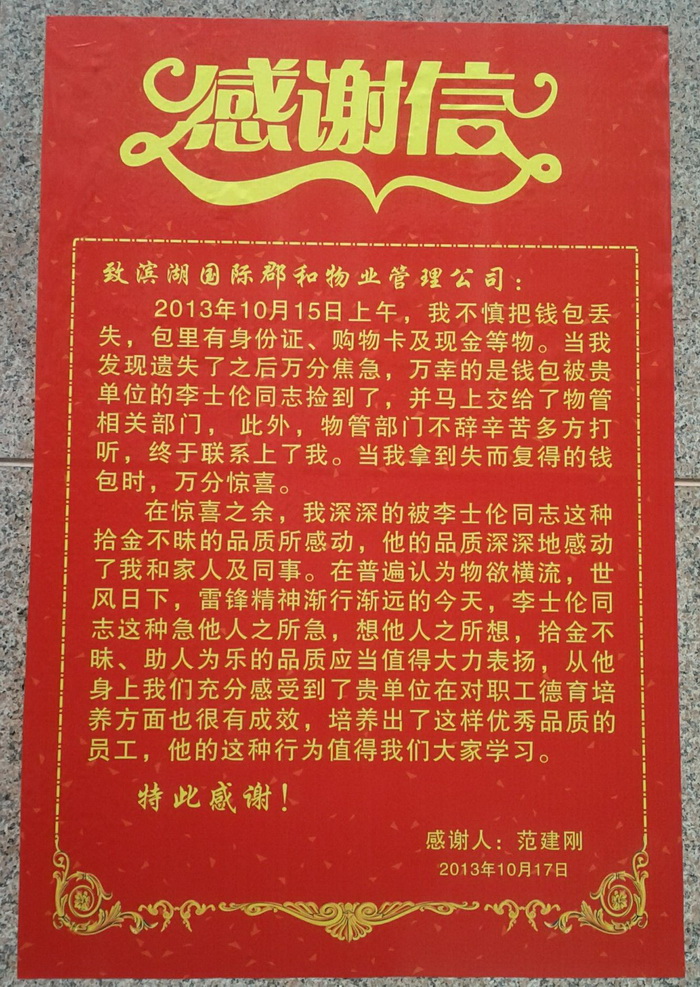 感谢信
致滨湖国际郡和物业管理公司：
2013年10月15日上午，我不慎把钱包丢
失，包里有身份证、购物卡及现金等物。当我
发现遗失了之后万分焦急，万幸的是钱包被贵
单位的李士伦同志捡到了，并马上交给了物管
相关部门，此外，物管部门不辞辛苦多方打
听，终于联系上了我。当我拿到失而复得的钱
包时，万分惊喜。
在惊喜之余，我深深的被李士伦同志这种
拾金不昧的品质所感动，他的品质深深地感动
了我和家人及同事。在普遍认为物欲横流，世
风日下，雷锋精神渐行渐远的今天，李士伦同
志这种急他人之所急，想他人之所想，拾金不
昧、助人为乐的品质应当值得大力表扬，从他
身上我们充分感受到了贵单位在对职工德育培
养方面也很有成效，培养出了这样优秀品质的
员工，他的这种行为值得我们大家学习。
特此感谢！
感谢人：范建刚
2013年10月17日